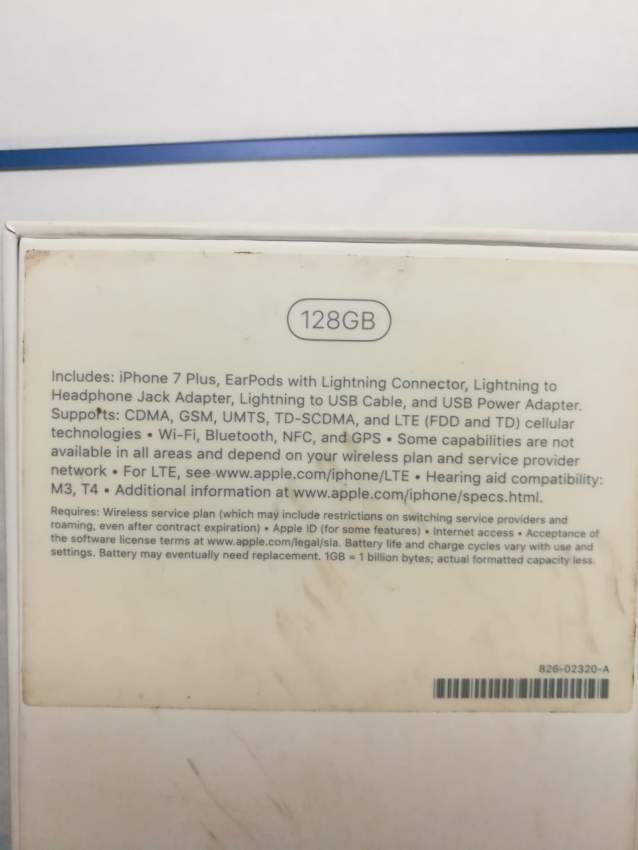 128GB
Includes: iPhone 7 Plus, EarPods with Lightning Connector, Lightning to
Headphone Jack Adapter, Lightning to USB Cable, and USB Power Adapter.
Supports: CDMA, GSM, UMTS, TD-SCDMA, and LTE (FDD and TD) cellular
technologies • Wi-Fi, Bluetooth, NFC, and GPS • Some capabilities are not
available in all areas and depend on your wireless plan and service provider
network • For LTE, see www.apple.com/iphone/LTE • Hearing aid compatibility:
M3, T4 • Additional information at www.apple.com/iphone/specs.html.
Requires: Wireless service plan (which may include restrictions on switching service providers and
roaming, even after contract expiration) • Apple ID (for some features) • Internet access • Acceptance of
the software license terms at www.apple.com/legal/sla. Battery life and charge cycles vary with use and
settings. Battery may eventually need replacement. 1GB = 1 billion bytes; actual formatted capacity less.
826-02320-A